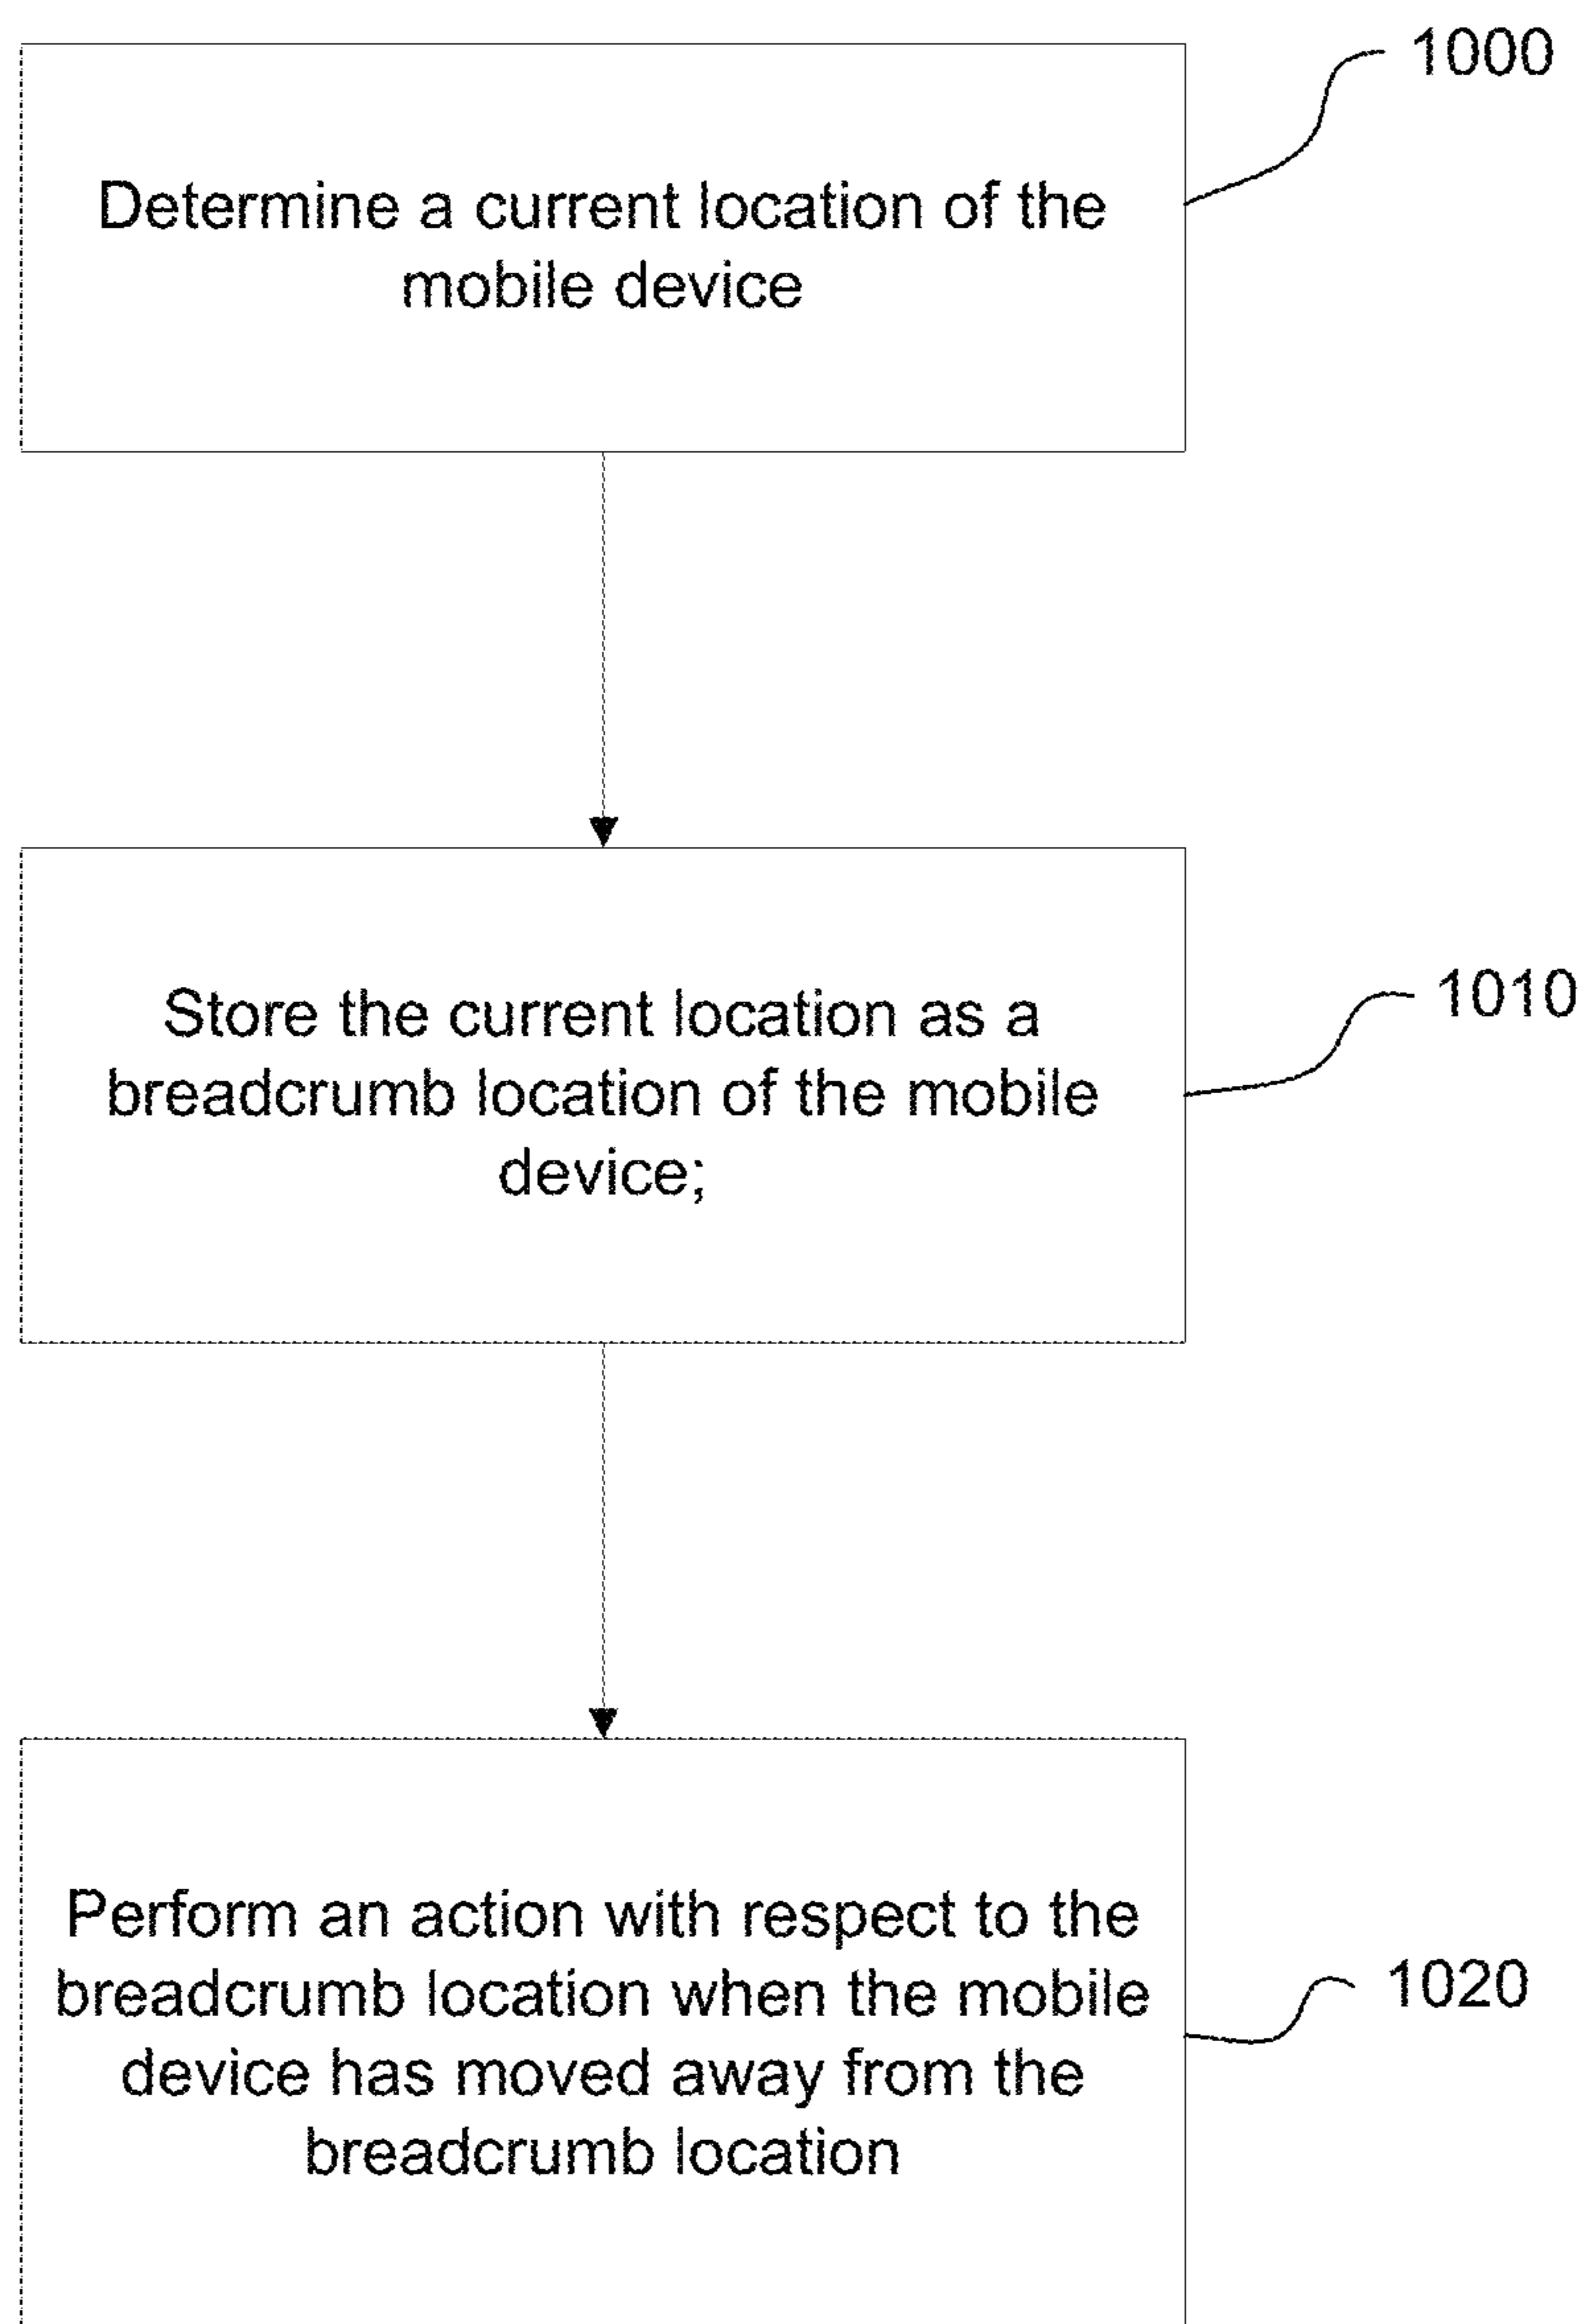 1000
Determine a current location of the
mobile device
Store the current location as a
1010
breadcrumb location of the mobile
device;
Perform an action with respect to the
breadcrumb location when the mobile
1020
device has moved away from the
breadcrumb location